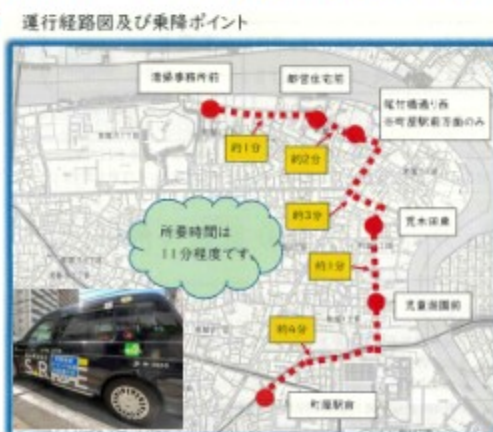 運行経路図及び乗降ポイント
清掃事務所前
都営住宅前
尾竹橋通り西
※町屋駅前方面のみ
約1分
約2分
約3分
荒木田東
所要時間は
11分程度です。
約1分
児童遊園前
約4分
町屋駅前